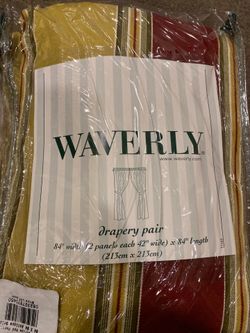 WAVERLY
www.waverly.com
drapery pair
84" width (2 panels each 42" wide) x 84" length
(213cm x 213cm)